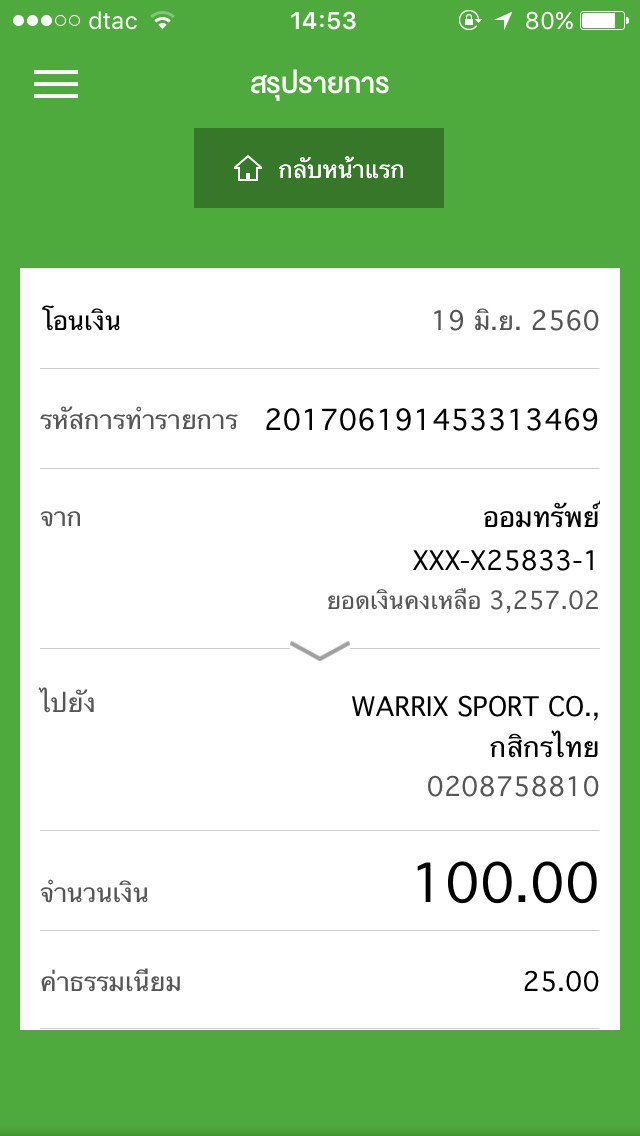 dtac 14:53 80%
สรุปรายการ
กลับหน้าแรก
โอนเงิน 19 มิ.ย. 2560
รหัสการทำรายการ 201706191453313469
จาก ออมทรัพย์
XXX-X25833-1
ยอดเงินคงเหลือ 3,257.02
ไปยัง WARRIX SPORT CO.,
กสิกรไทย
0208758810
จำนวนเงิน 100.00
ค่าธรรมเนียม 25.00